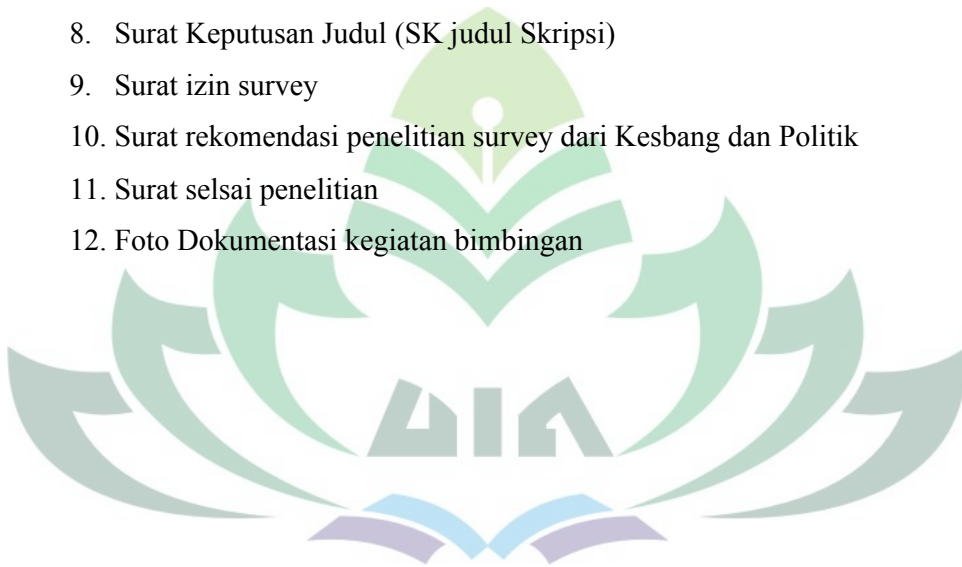 8. Surat Keputusan Judul (SK judul Skripsi)
9. Surat izin survey
10. Surat rekomendasi penelitian survey dari Kesbang dan Politik
11. Surat selsai penelitian
12. Foto Dokumentasi kegiatan bimbingan
UIN